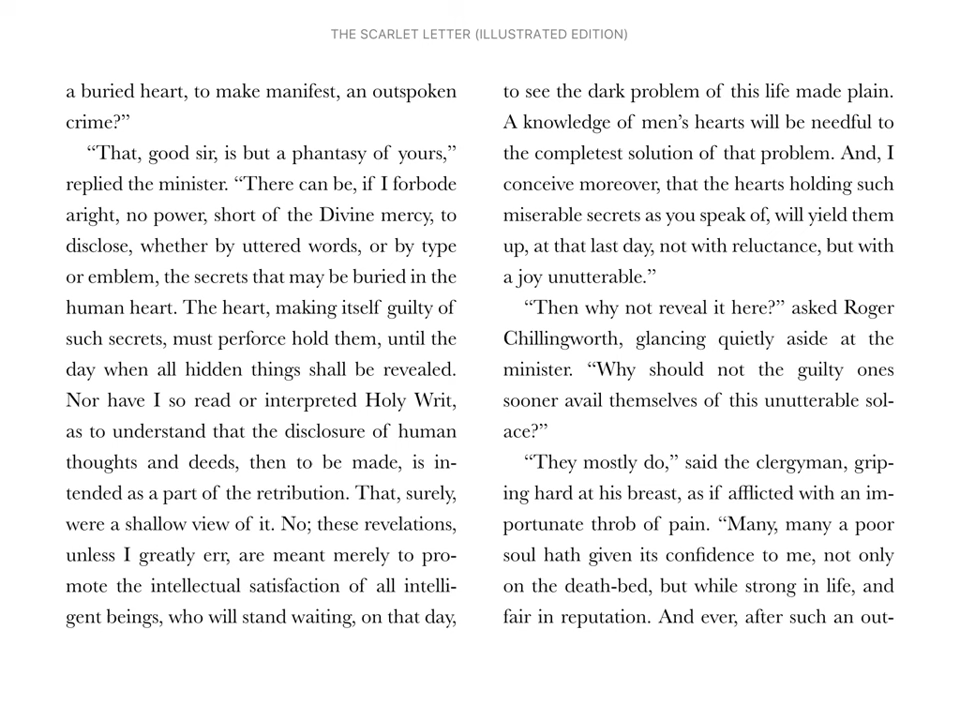 THE SCARLET LETTER (ILLUSTRATED EDITION)
a buried heart, to make manifest, an outspoken
crime?”
“That, good sir, is but a phantasy of yours,”
replied the minister. “There can be, if I forbode
aright, no power, short of the Divine mercy, to
disclose, whether by uttered words, or by type
or emblem, the secrets that may be buried in the
human heart. The heart, making itself guilty of
such secrets, must perforce hold them, until the
day when all hidden things shall be revealed.
Nor have I so read or interpreted Holy Writ,
as to understand that the disclosure of human
thoughts and deeds, then to be made, is in-
tended as a part of the retribution. That, surely,
were a shallow view of it. No; these revelations,
unless I greatly err, are meant merely to pro-
mote the intellectual satisfaction of all intelli-
gent beings, who will stand waiting, on that day,
to see the dark problem of this life made plain.
A knowledge of men’s hearts will be needful to
the completest solution of that problem. And, I
conceive moreover, that the hearts holding such
miserable secrets as you speak of, will yield them
up, at that last day, not with reluctance, but with
a joy unutterable.”
“Then why not reveal it here?” asked Roger
Chillingworth, glancing quietly aside at the
minister. “Why should not the guilty ones
sooner avail themselves of this unutterable sol-
ace?”
“They mostly do,” said the clergyman, grip-
ing hard at his breast, as if afflicted with an im-
portunate throb of pain. “Many, many a poor
soul hath given its confidence to me, not only
on the death-bed, but while strong in life, and
fair in reputation. And ever, after such an out-